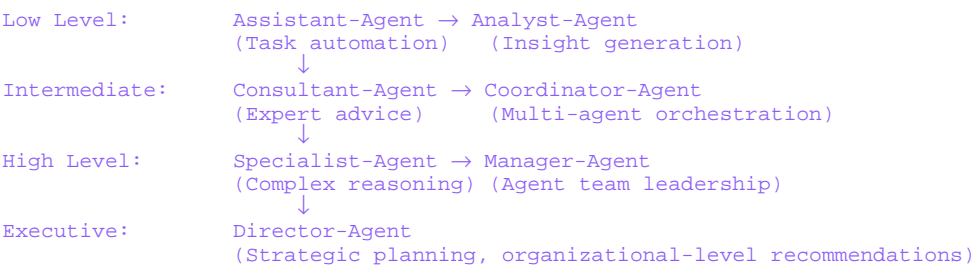 Low Level: Assistant-Agent → Analyst-Agent
(Task automation) (Insight generation)
↓
Intermediate: Consultant-Agent → Coordinator-Agent
(Expert advice) (Multi-agent orchestration)
↓
High Level: Specialist-Agent → Manager-Agent
(Complex reasoning) (Agent team leadership)
↓
Executive: Director-Agent
(Strategic planning, organizational-level recommendations)